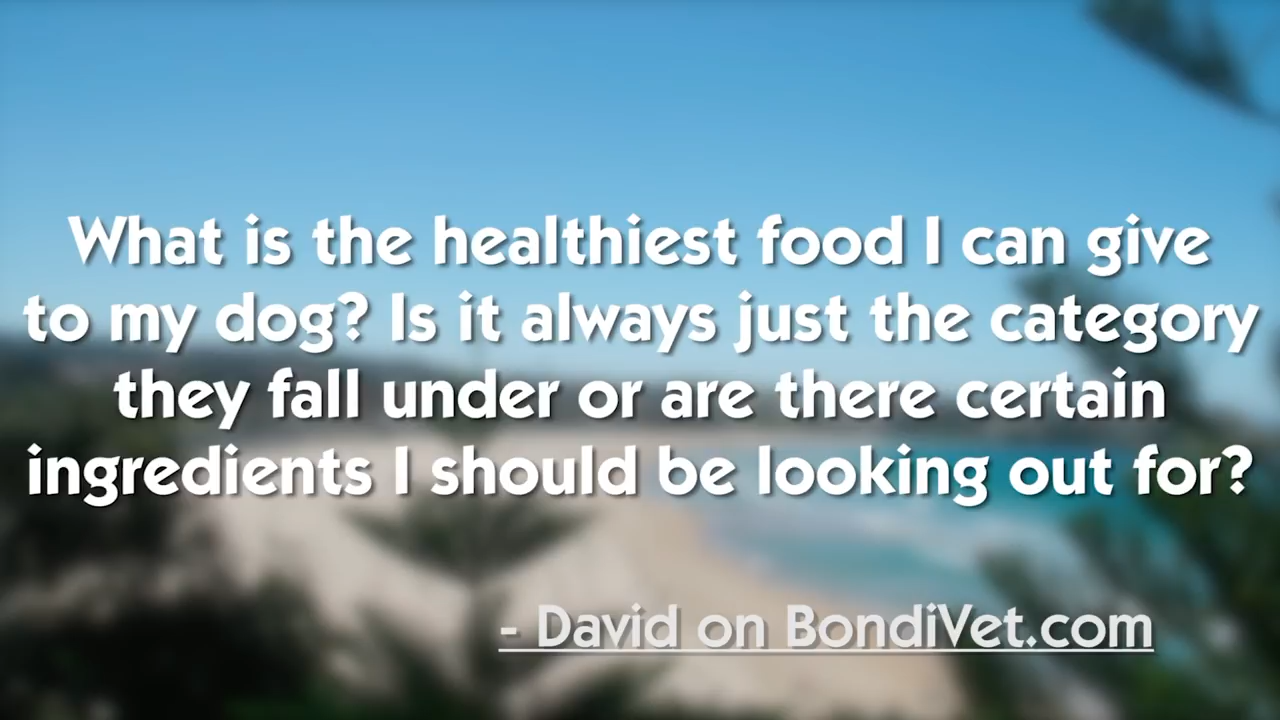 What is the healthiest food I can give
to my dog? Is it always just the category
they fall under or are there certain
ingredients I should be looking out for?
- David on BondiVet.com